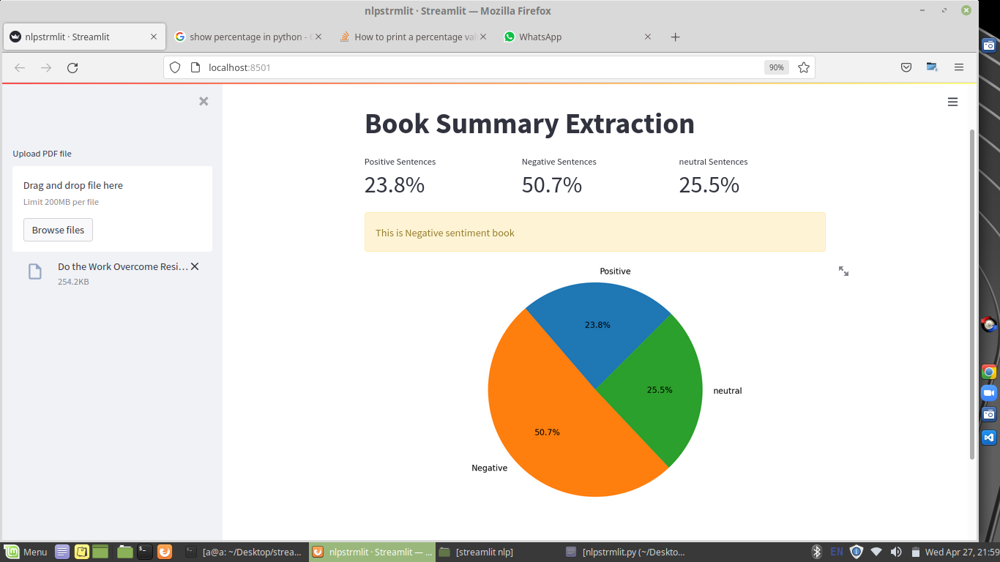 nlpstrmlit · Streamlit — Mozilla Firefox
nlpstrmlit · Streamlit
show percentage in python -
How to print a percentage val
WhatsApp
localhost:8501
90%
Upload PDF file
Drag and drop file here
Limit 200MB per file
Browse files
Do the Work Overcome Resi...
254.2KB
Book Summary Extraction
Positive Sentences
Negative Sentences
neutral Sentences
23.8%
50.7%
25.5%
This is Negative sentiment book
Positive
23.8%
25.5%
neutral
50.7%
Negative
Menu
[a@a: ~/Desktop/strea...
nlpstrmlit · Streamlit — ...
[streamlit nlp]
[nlpstrmlit.py (~/Deskto...
EN
Wed Apr 27, 21:59